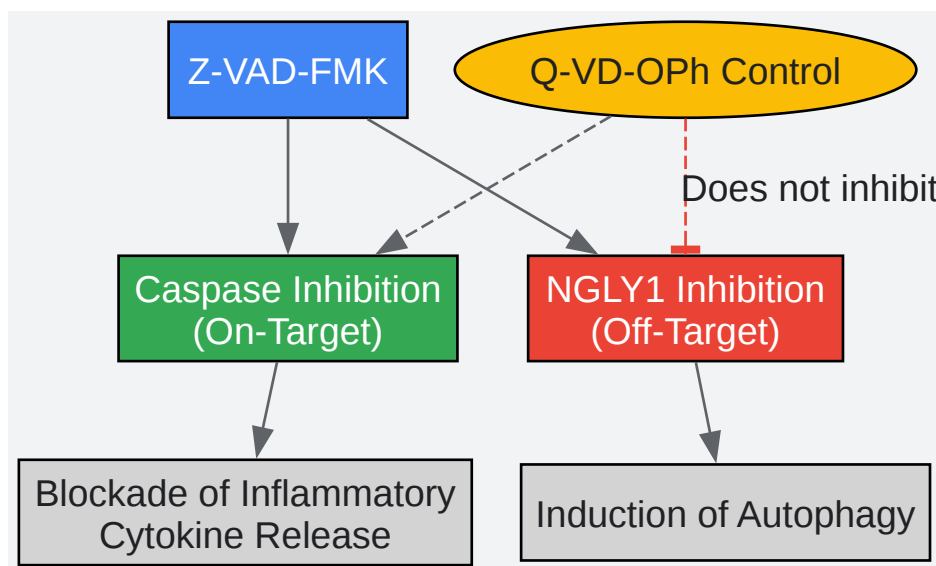 Z-VAD-FMK
Q-VD-OPh Control
Does not inhibit
Caspase Inhibition
(On-Target)
NGLY1 Inhibition
(Off-Target)
Blockade of Inflammatory
Cytokine Release
Induction of Autophagy